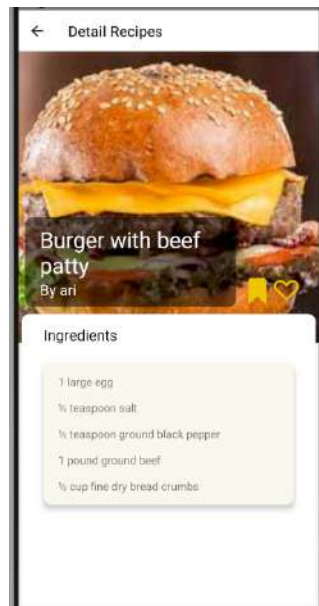 Detail Recipes
Burger with beef
patty
By ari
Ingredients
1 large egg
½ teaspoon salt
½ teaspoon ground black pepper
1 pound ground beef
½ cup fine dry bread crumbs